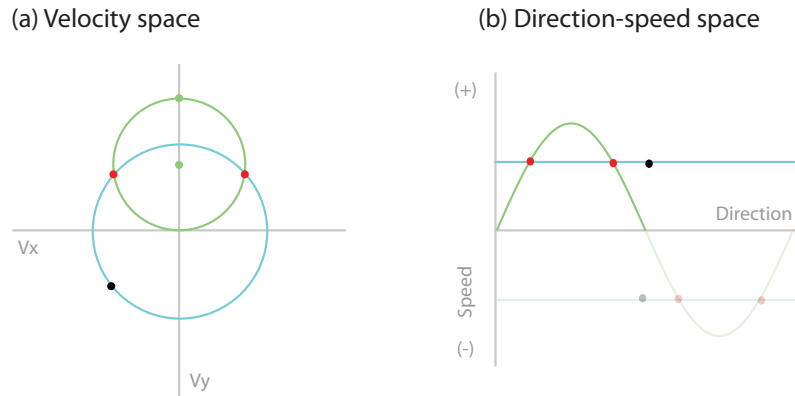 (a) Velocity space
Vx
Vy
(b) Direction-speed space
(+)
Direction
Speed
(-)